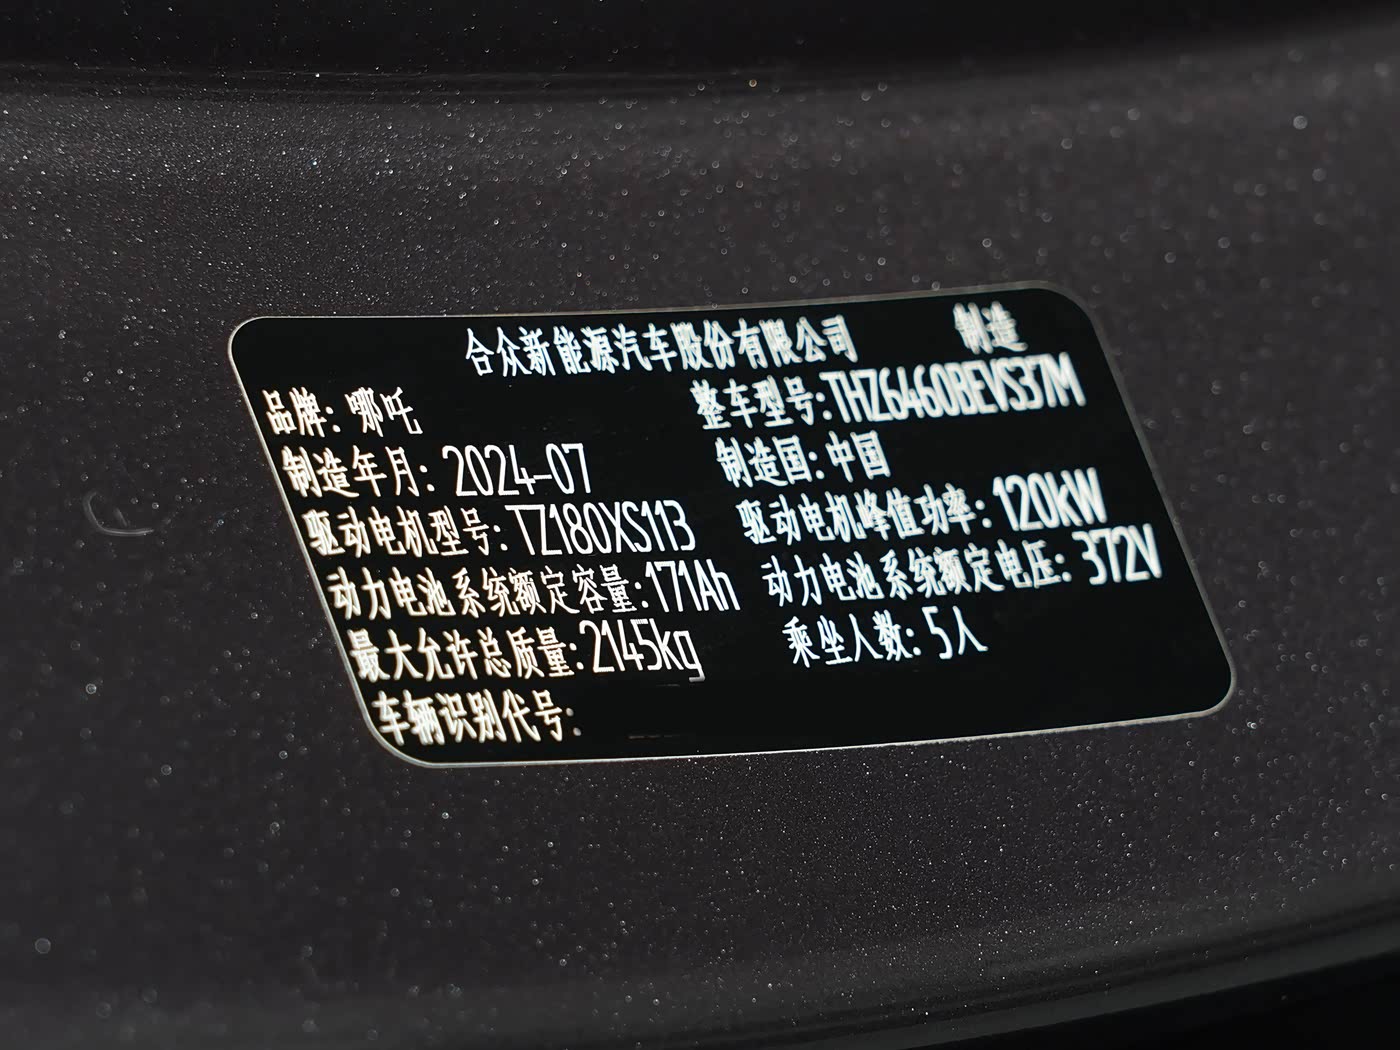 合众新能源汽车股份有限公司 制造
品牌: 哪吒 整车型号:THZ6460BEVS37M
制造年月: 2024-07 制造国:中国
驱动电机型号:TZ180XS113 驱动电机峰值功率: 120kW
动力电池系统额定容量:171Ah 动力电池系统额定电压: 372V
最大允许总质量:2145kg 乘坐人数: 5人
车辆识别代号: